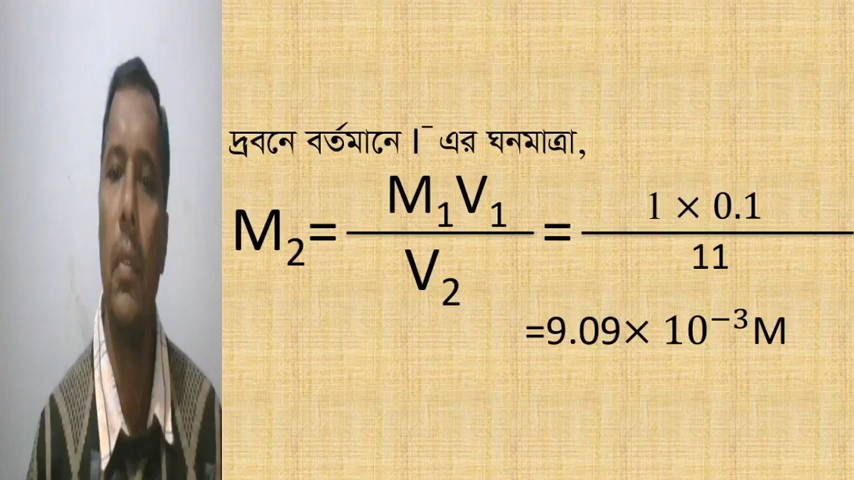 দ্রবনে বর্তমানে I⁻ এর ঘনমাত্রা,
M₂= M₁V₁ / V₂ = 1 × 0.1 / 11
=9.09× 10⁻³M